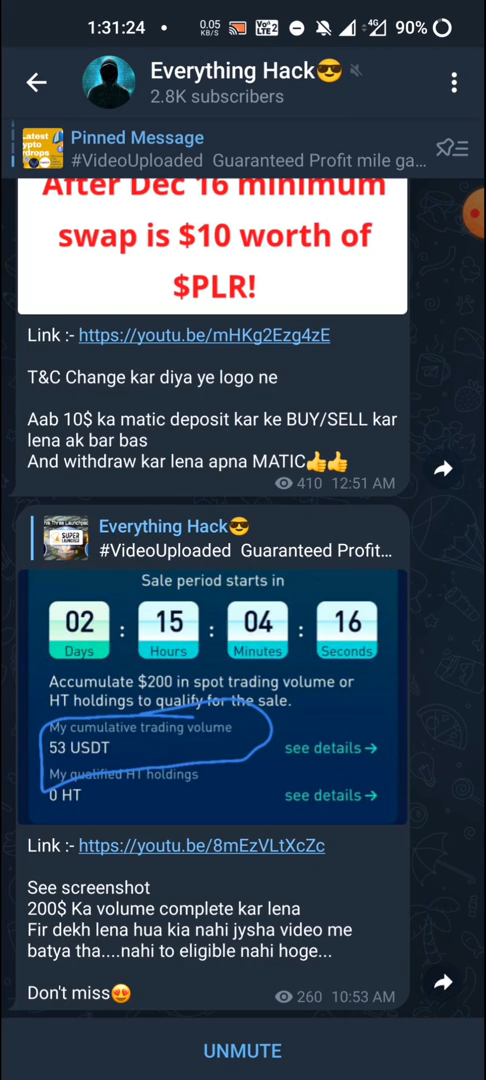 1:31:24
0.05 KB/S
Vo LTE 2
4G
90%
Everything Hack😎
2.8K subscribers
Pinned Message
#VideoUploaded Guaranteed Profit mile ga...
After Dec 16 minimum
swap is $10 worth of
$PLR!
Link :- https://youtu.be/mHKg2Ezg4zE
T&C Change kar diya ye logo ne
Aab 10$ ka matic deposit kar ke BUY/SELL kar
lena ak bar bas
And withdraw kar lena apna MATIC👍👍
410 12:51 AM
Everything Hack😎
#VideoUploaded Guaranteed Profit...
Sale period starts in
02 : 15 : 04 : 16
Days Hours Minutes Seconds
Accumulate $200 in spot trading volume or
HT holdings to qualify for the sale.
My cumulative trading volume
53 USDT see details →
My qualified HT holdings
0 HT see details →
Link :- https://youtu.be/8mEzVLtXcZc
See screenshot
200$ Ka volume complete kar lena
Fir dekh lena hua kia nahi jysha video me
batya tha....nahi to eligible nahi hoge...
Don't miss😍
260 10:53 AM
UNMUTE